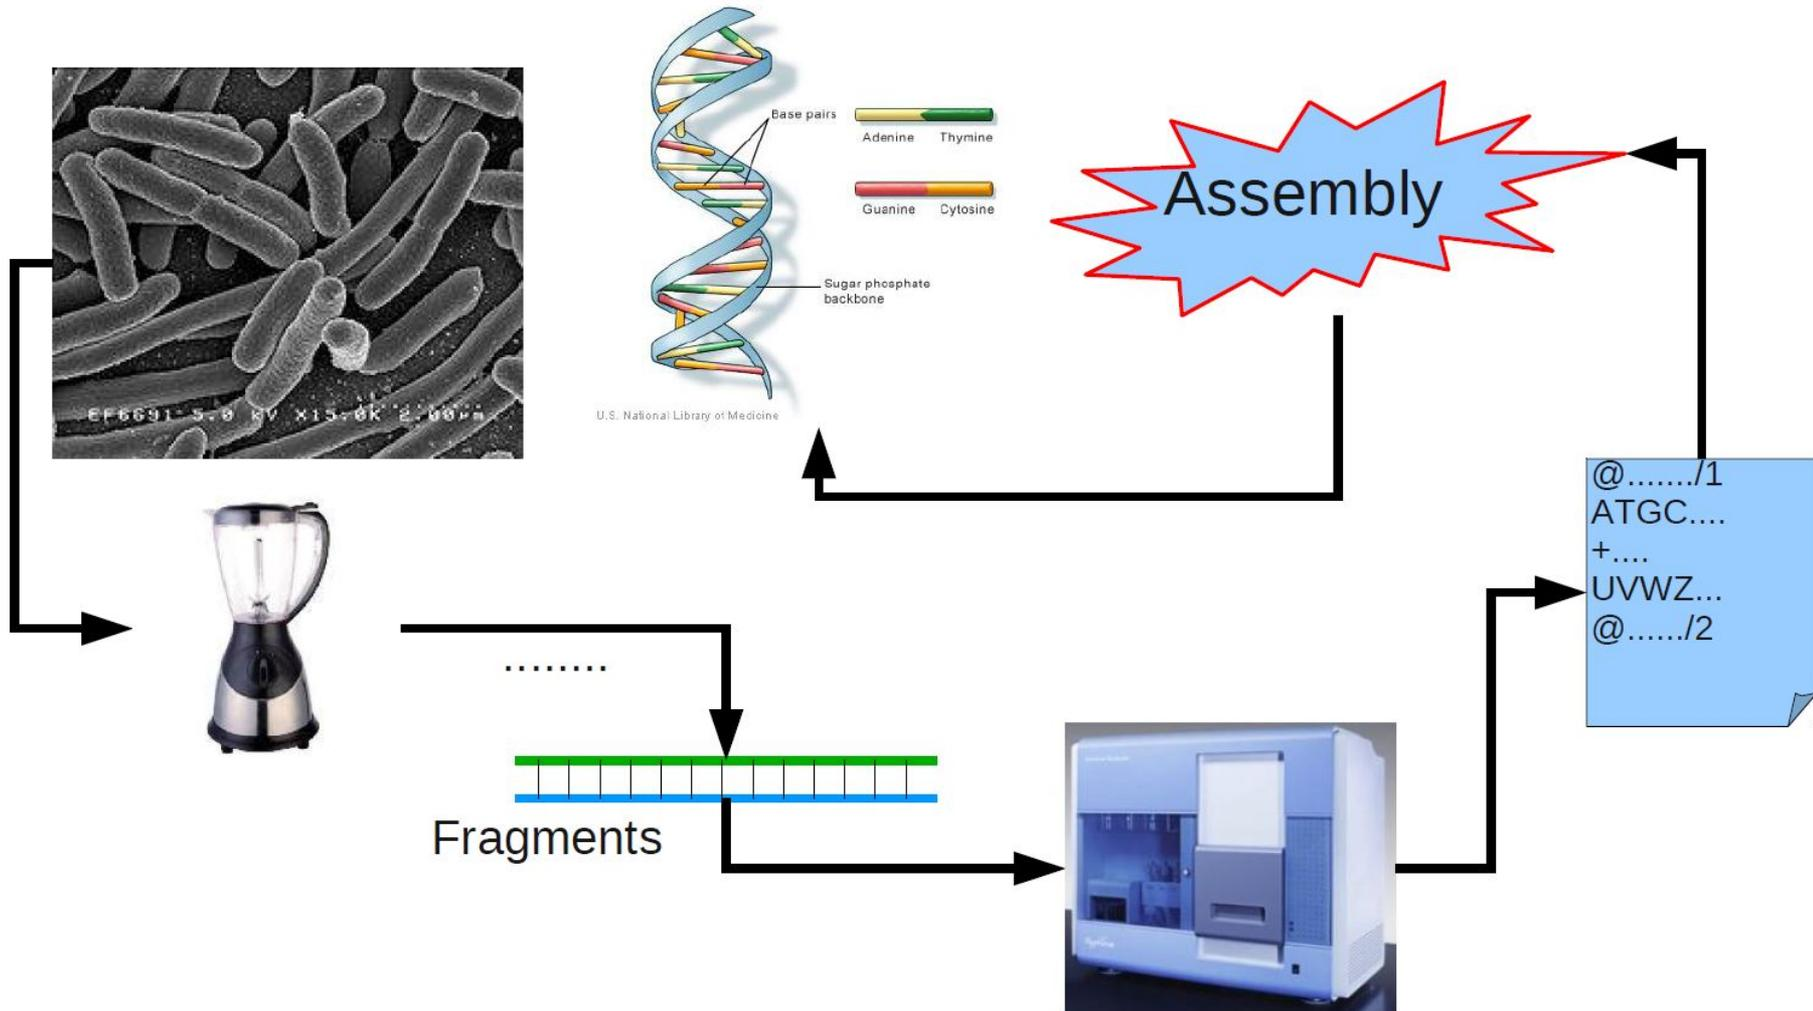 EF6691 5.0 kV X15.0k 2.00µm
Base pairs
Adenine Thymine
Guanine Cytosine
Sugar phosphate
backbone
U.S. National Library of Medicine
Assembly
@......./1
ATGC....
+....
UVWZ...
@....../2
........
Fragments